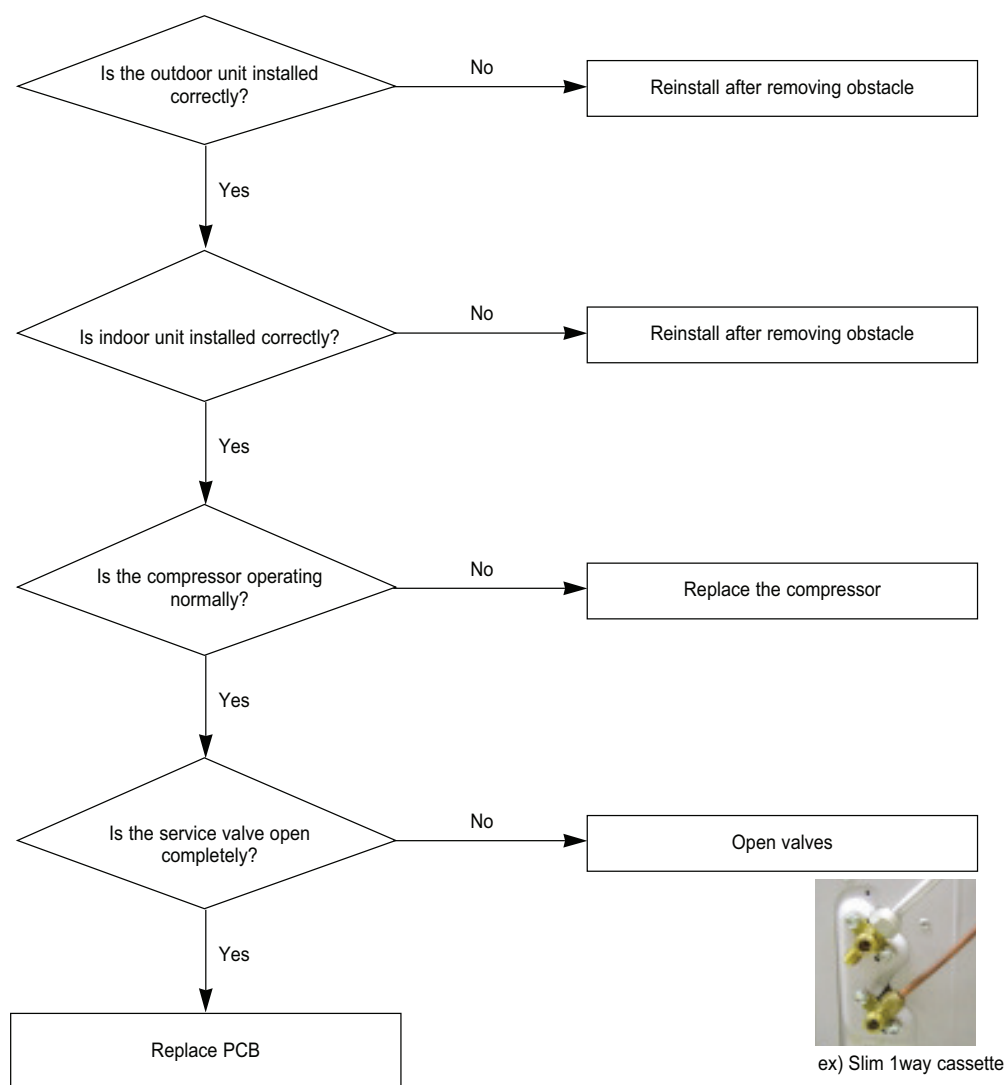 Is the outdoor unit installed
correctly?
No
Reinstall after removing obstacle
Yes
Is indoor unit installed correctly?
No
Reinstall after removing obstacle
Yes
Is the compressor operating
normally?
No
Replace the compressor
Yes
Is the service valve open
completely?
No
Open valves
Yes
Replace PCB
ex) Slim 1way cassette